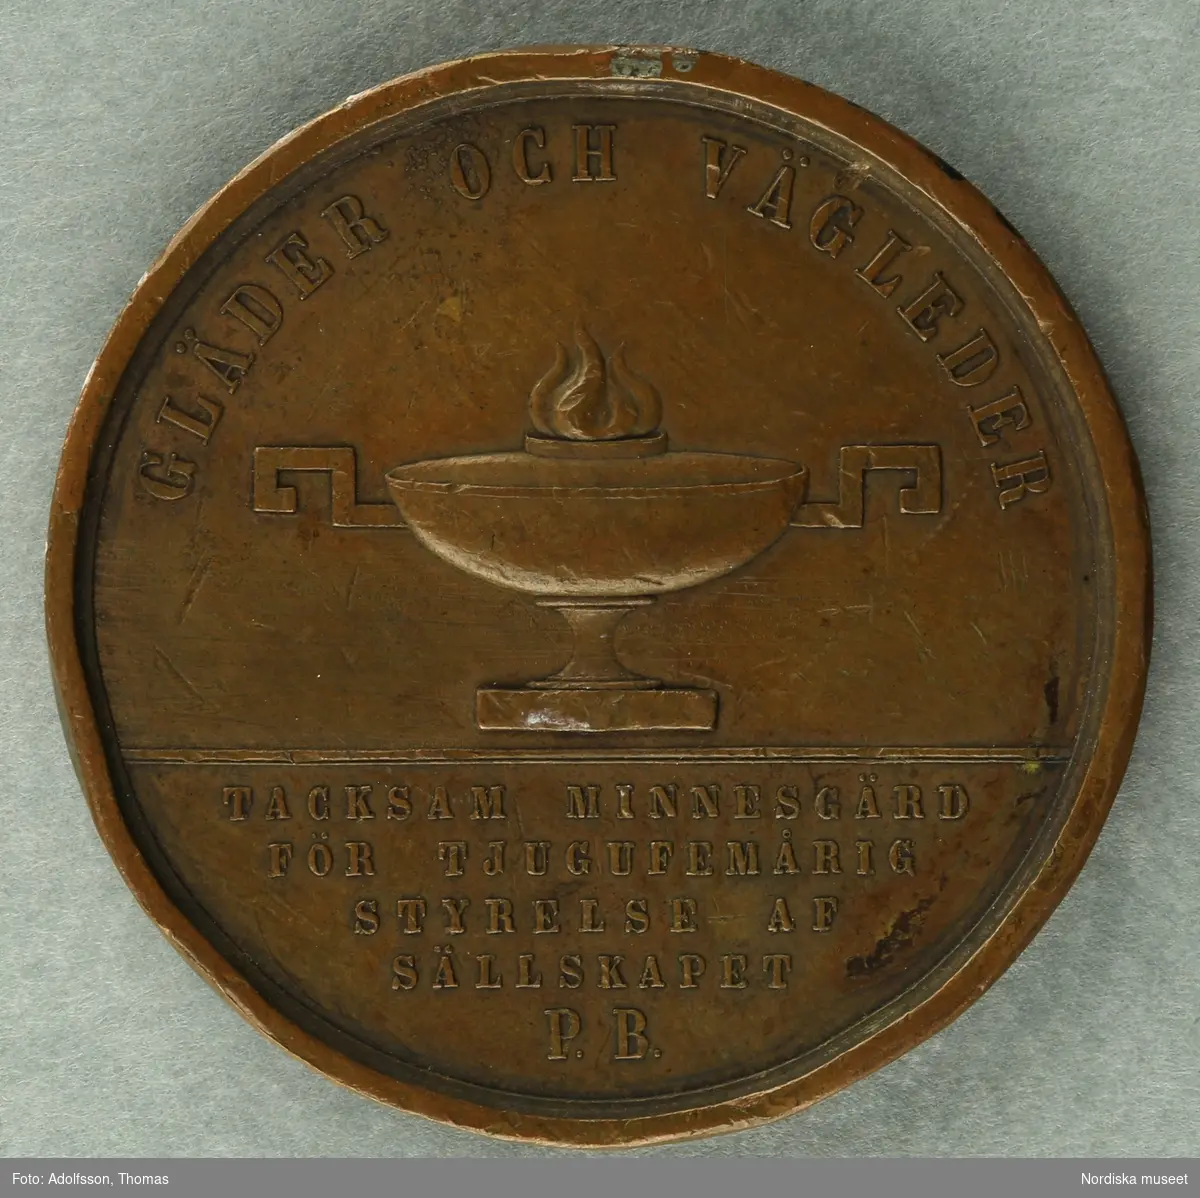 GLÄDER OCH VÄGLEDER
TACKSAM MINNESGÄRD
FÖR TJUGUFEMÅRIG
STYRELSE AF
SÄLLSKAPET
P. B.
Foto: Adolfsson, Thomas
Nordiska museet